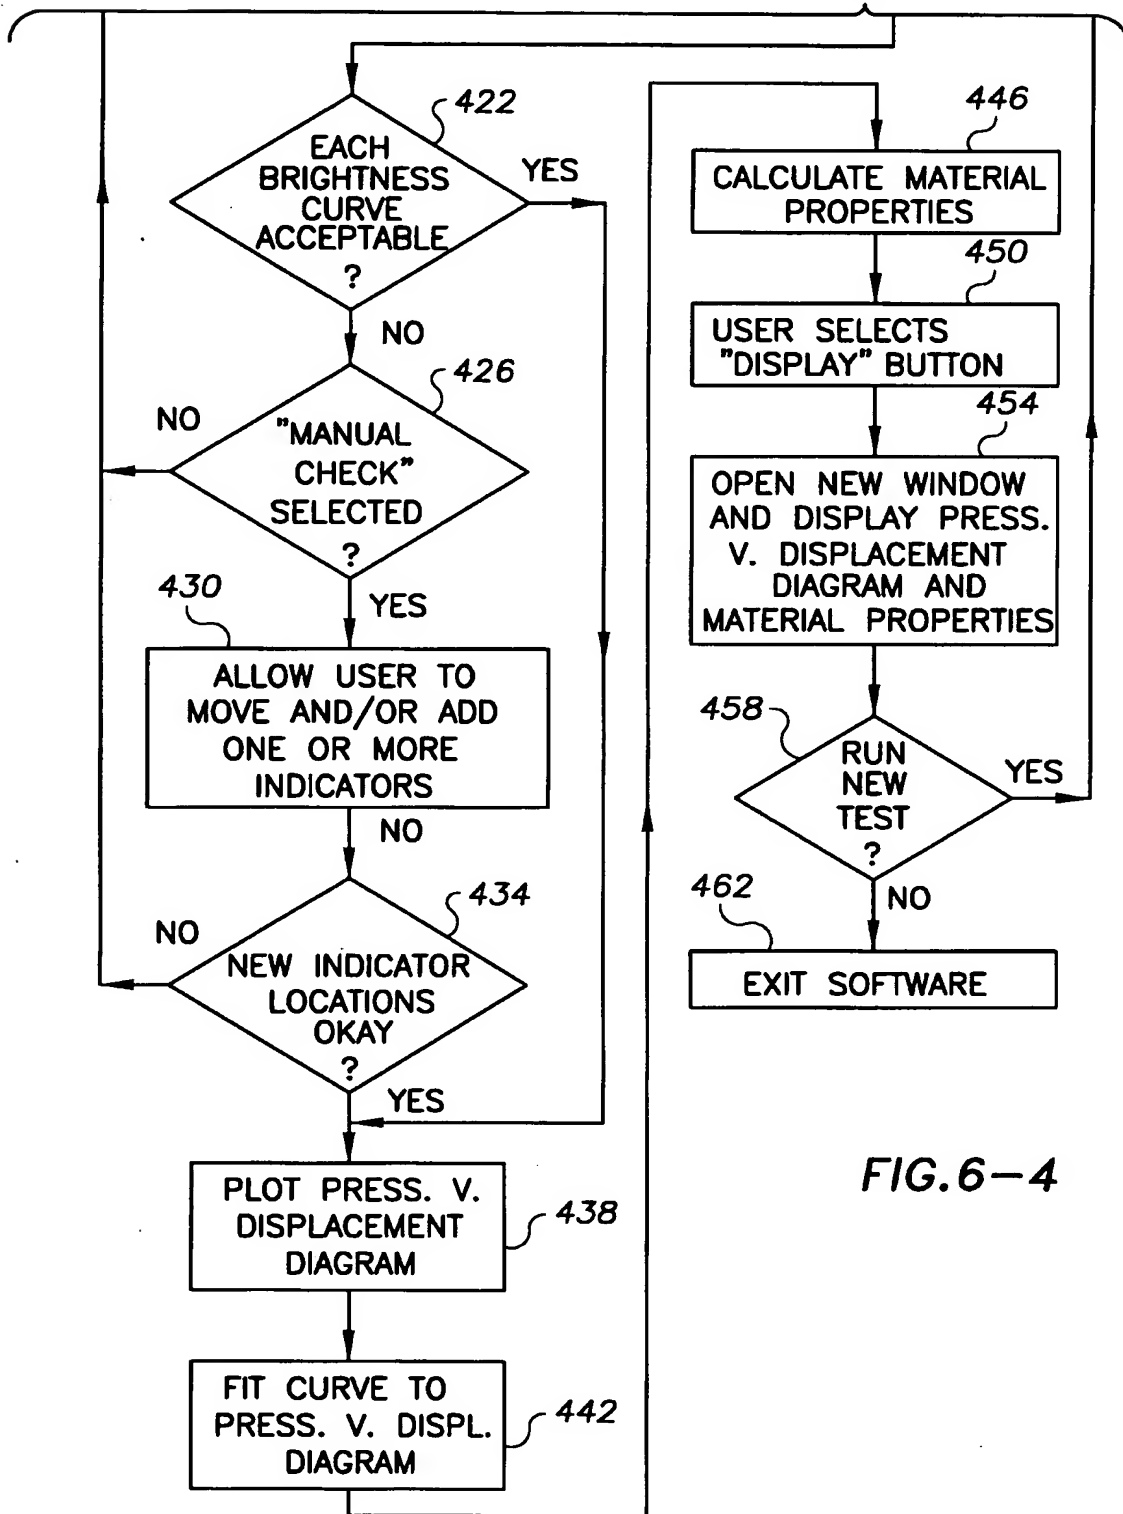 422
EACH
BRIGHTNESS
CURVE
ACCEPTABLE
?
YES
NO
426
"MANUAL
CHECK"
SELECTED
?
NO
YES
430
ALLOW USER TO
MOVE AND/OR ADD
ONE OR MORE
INDICATORS
NO
434
NEW INDICATOR
LOCATIONS
OKAY
?
NO
YES
PLOT PRESS. V.
DISPLACEMENT
DIAGRAM
438
FIT CURVE TO
PRESS. V. DISPL.
DIAGRAM
442
446
CALCULATE MATERIAL
PROPERTIES
450
USER SELECTS
"DISPLAY" BUTTON
454
OPEN NEW WINDOW
AND DISPLAY PRESS.
V. DISPLACEMENT
DIAGRAM AND
MATERIAL PROPERTIES
458
RUN
NEW
TEST
?
YES
NO
462
EXIT SOFTWARE
FIG.6-4